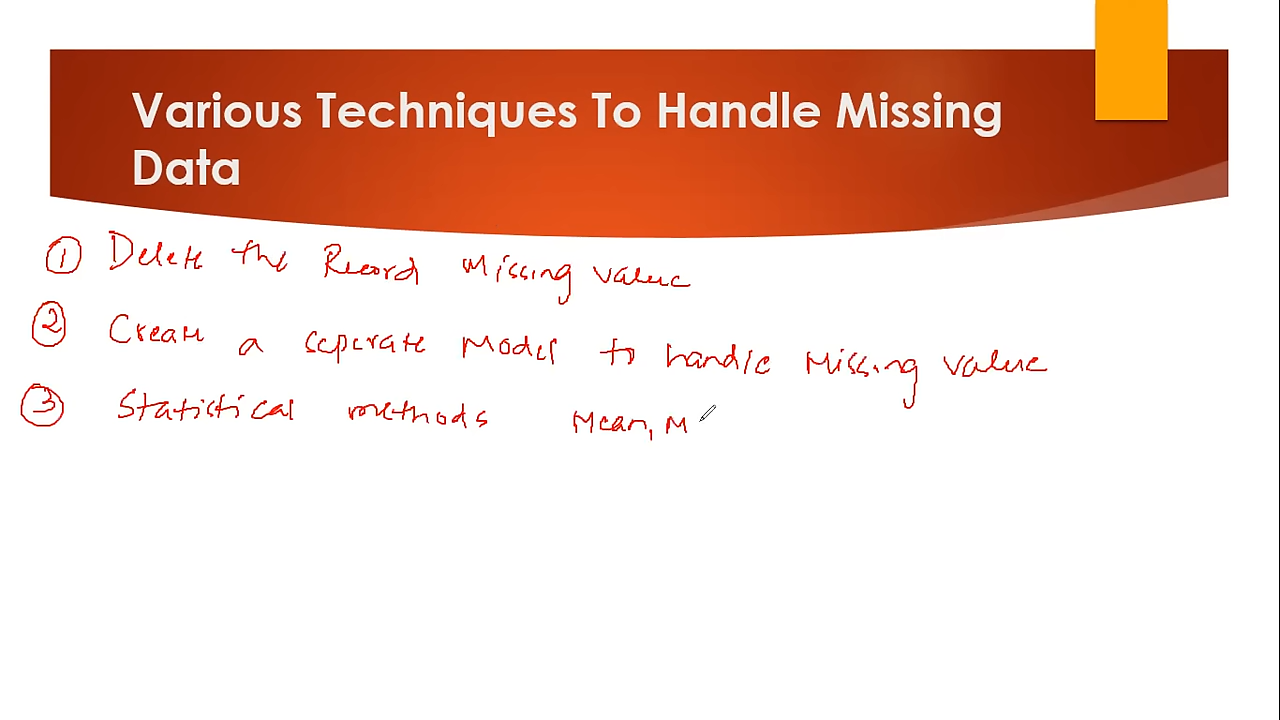 Various Techniques To Handle Missing
Data
1 Delete the Record Missing value
2 Create a seperate Model to handle Missing value
3 Statistical methods Mean, M